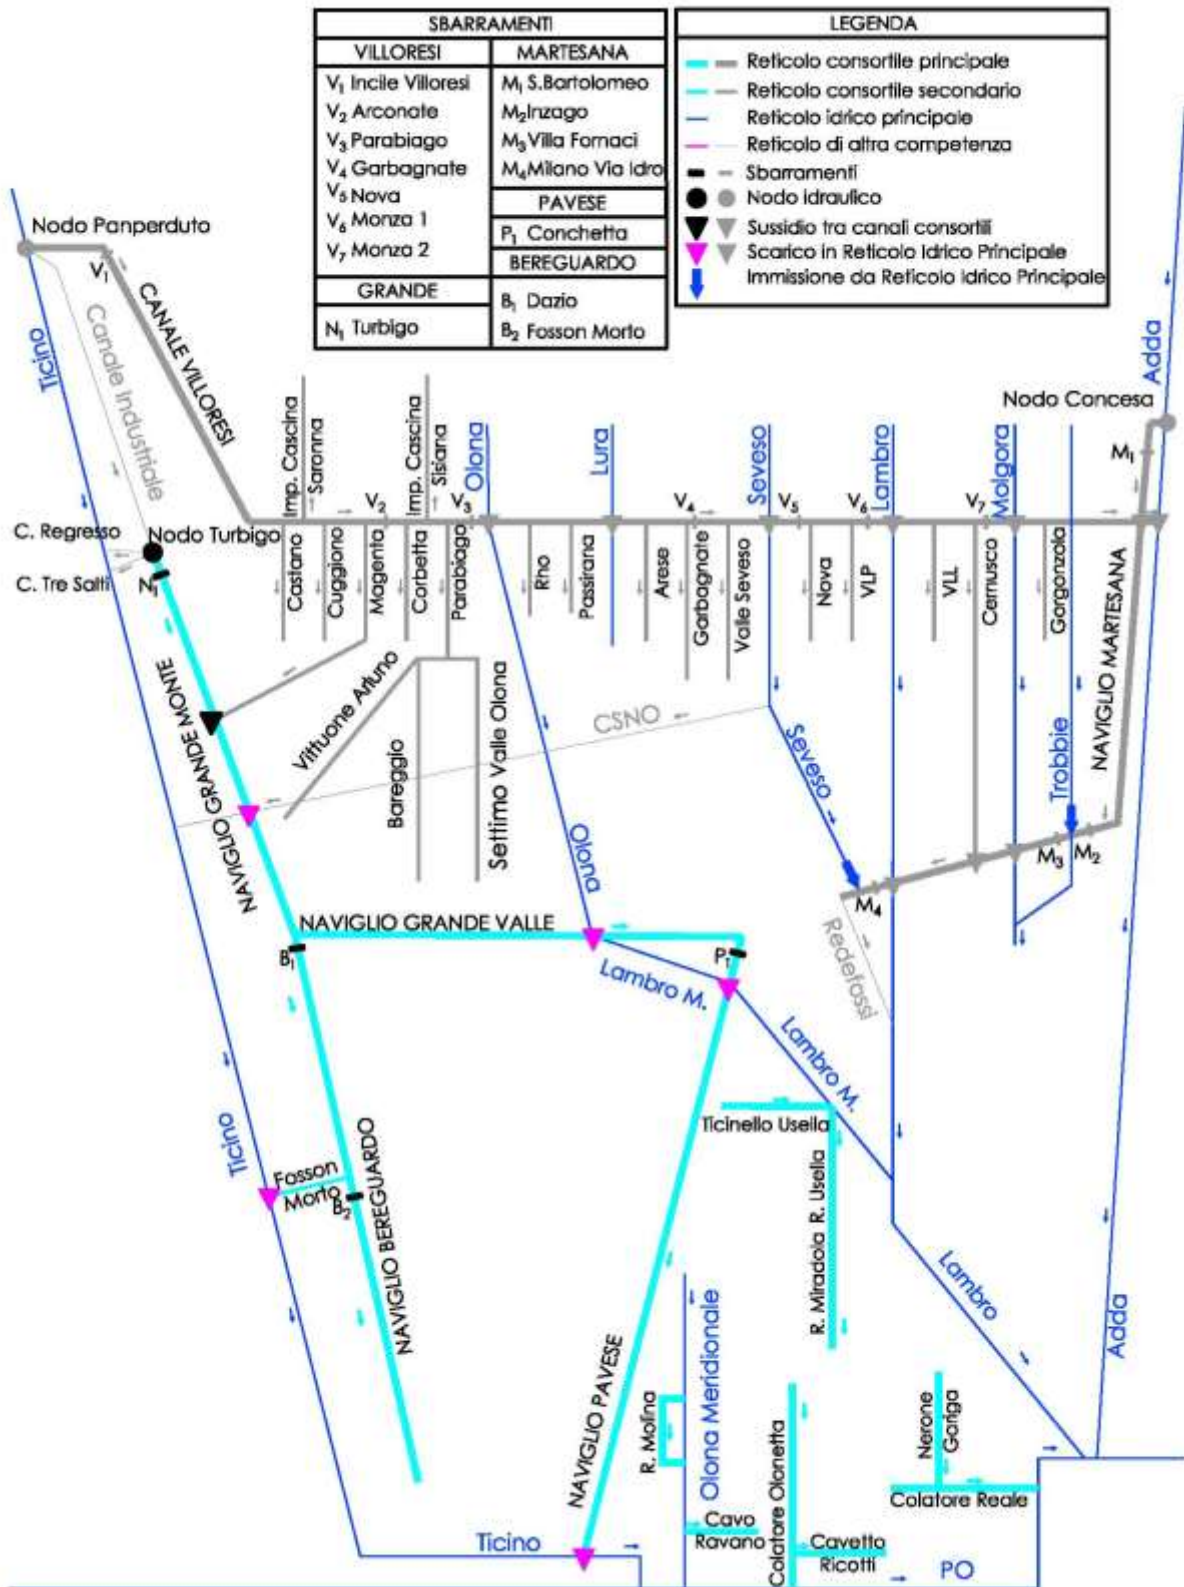 SBARRAMENTI
VILLORESI
V1 Incile Villoresi
V2 Arconate
V3 Parabiago
V4 Garbagnate
V5 Nova
V6 Monza 1
V7 Monza 2
GRANDE
N1 Turbigo
MARTESANA
M1 S.Bartolomeo
M2 Inzago
M3 Villa Fornaci
M4 Milano Via Idro
PAVESE
P1 Conchetta
BEREGUARDO
B1 Dazio
B2 Fosson Morto
LEGENDA
Reticolo consortile principale
Reticolo consortile secondario
Reticolo idrico principale
Reticolo di altra competenza
Sbarramenti
Nodo idraulico
Sussidio tra canali consortili
Scarico in Reticolo Idrico Principale
Immissione da Reticolo Idrico Principale
Nodo Panperduto
V1
CANALE VILLORESI
Canale Industriale
Ticino
Adda
Nodo Concesa
M1
Imp. Cascina
Saronna
Imp. Cascina
Sisiana
Olona
Lura
Seveso
Lambro
Molgora
V2
V3
V4
V5
V6
V7
C. Regresso
Nodo Turbigo
C. Tre Salti
N1
Castano
Cuggiono
Magenta
Corbetta
Parabiago
Rho
Passirana
Arese
Garbagnate
Valle Seveso
Nova
VLP
VLL
Cernusco
Gorgonzola
NAVIGLIO MARTESANA
NAVIGLIO GRANDE MONTE
Vittuone Arluno
Bareggio
Settimo Valle Olona
CSNO
Seveso
Trobbie
Olona
M3
M2
M4
Redefossi
NAVIGLIO GRANDE VALLE
B1
P1
Lambro M.
Lambro M.
Ticinello Usella
R. Miradola R. Usella
Ticino
Fosson
Morto
B2
NAVIGLIO BEREGUARDO
Lambro
Adda
NAVIGLIO PAVESE
R. Molina
Olona Meridionale
Colatore Olonetta
Nerone
Gariga
Colatore Reale
Cavo
Ravano
Cavetto
Ricotti
Ticino
PO